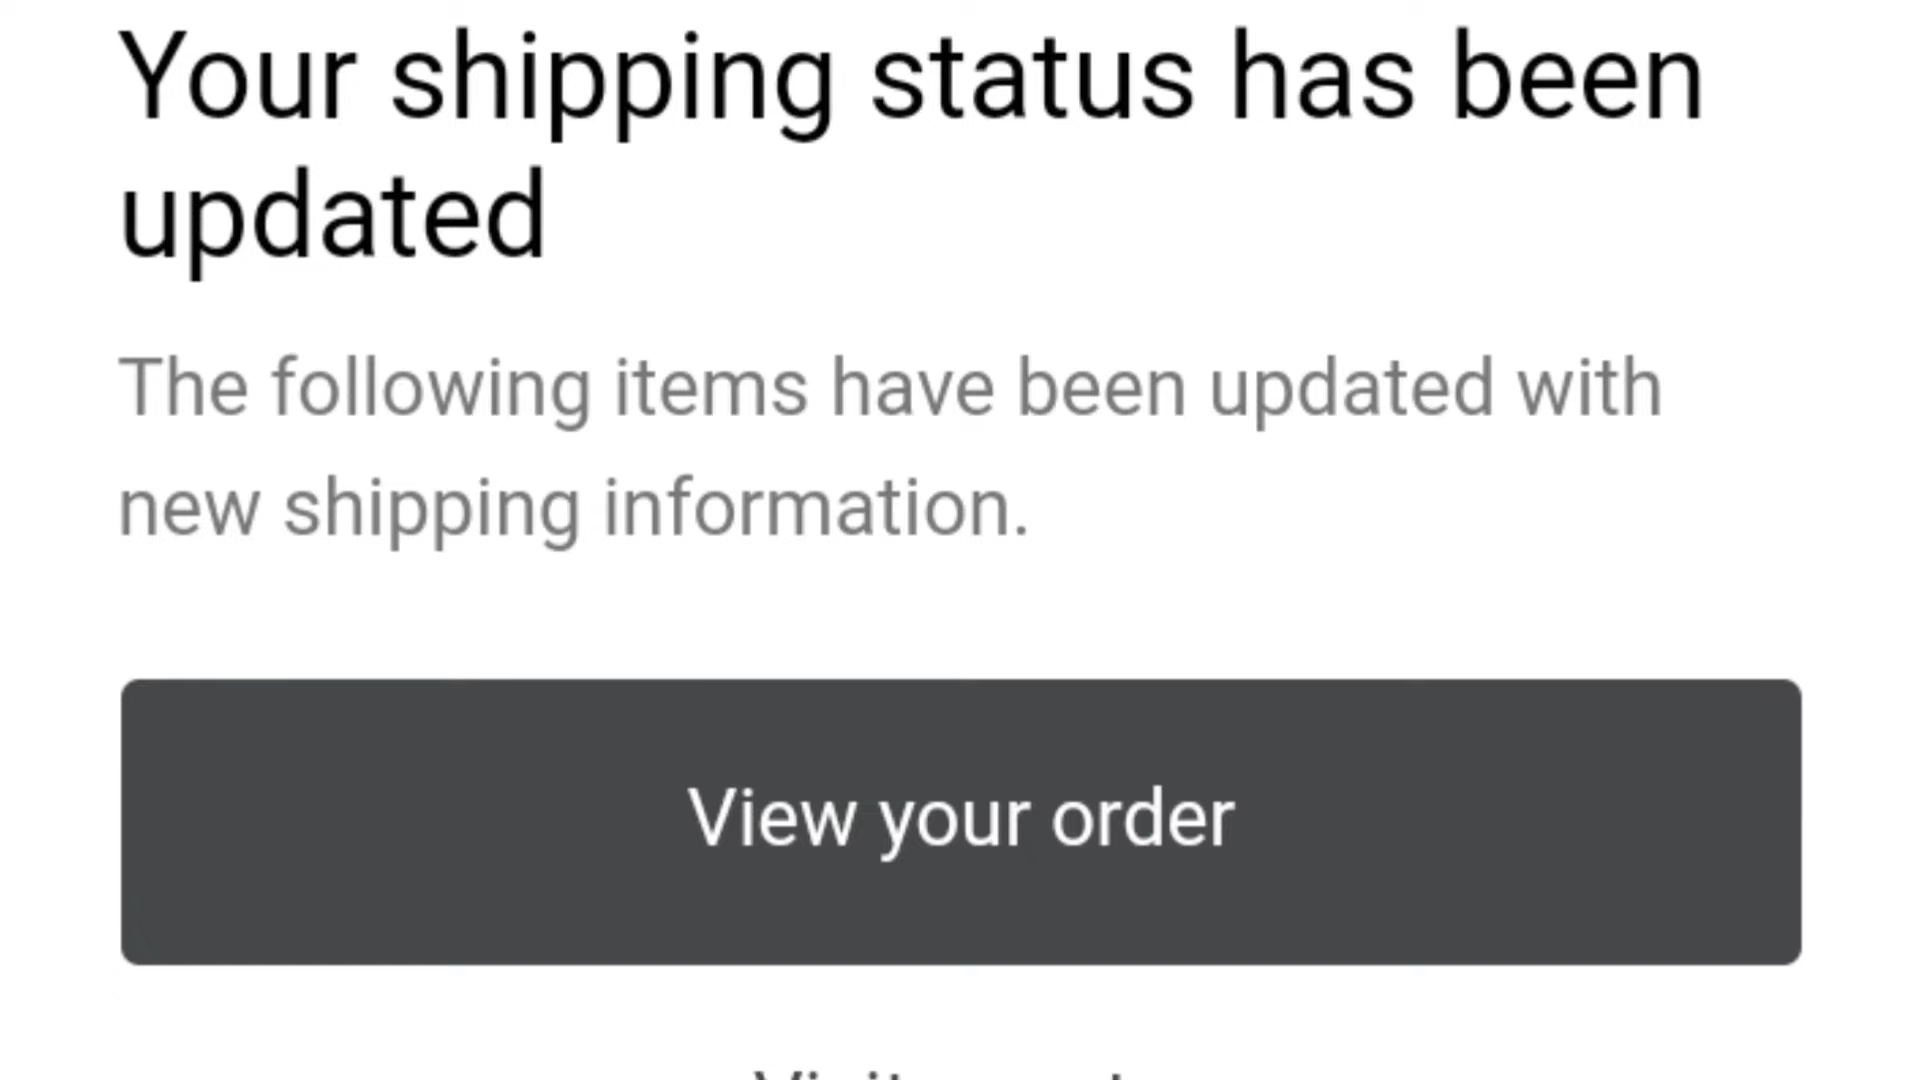 Your shipping status has been
updated
The following items have been updated with
new shipping information.
View your order